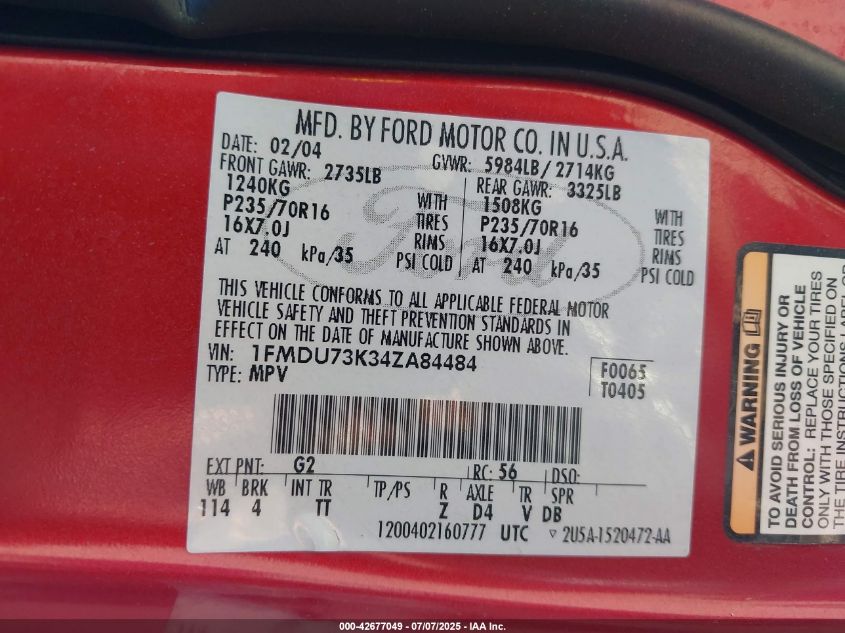 MFD. BY FORD MOTOR CO. IN U.S.A.
DATE: 02/04 GVWR: 5984LB/2714KG
FRONT GAWR: 2735LB REAR GAWR: 3325LB
1240KG WITH 1508KG WITH
P235/70R16 TIRES P235/70R16 TIRES
16X7.0J RIMS 16X7.0J RIMS
AT 240 kPa/35 PSI COLD AT 240 kPa/35 PSI COLD
Ford
THIS VEHICLE CONFORMS TO ALL APPLICABLE FEDERAL MOTOR
VEHICLE SAFETY AND THEFT PREVENTION STANDARDS IN
EFFECT ON THE DATE OF MANUFACTURE SHOWN ABOVE.
VIN: 1FMDU73K34ZA84484
TYPE: MPV
F0065
T0405
EXT PNT: G2 RC: 56 DSO:
WB BRK INT TR TP/PS R AXLE TR SPR
114 4 TT Z D4 V DB
1200402160777 UTC 2U5A-1520472-AA
WARNING
TO AVOID SERIOUS INJURY OR
DEATH FROM LOSS OF VEHICLE
CONTROL: REPLACE YOUR TIRES
ONLY WITH THOSE SPECIFIED ON
THE TIRE INSTRUCTIONS LABEL OR
000-42677049 - 07/07/2025 - IAA Inc.